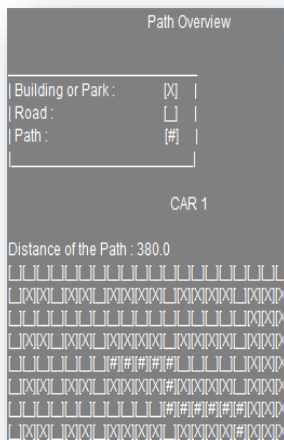 Path Overview
| Building or Park : [X] |
| Road : [_] |
| Path : [#] |
CAR 1
Distance of the Path : 380.0
[_][_][_][_][_][_][_][_][_][_][_][_][_][_][_][_][_][_][_]
[_][X][X][_][X][X][_][X][X][X][X][_][X][X][X][X][_][X][X]
[_][_][_][_][_][_][_][_][_][_][_][_][_][_][_][_][_][X][X]
[_][X][X][_][X][X][_][X][X][X][X][_][X][X][X][X][_][X][X]
[_][_][_][_][_][_][_][#][#][#][#][#][_][_][_][_][_][X][X]
[_][X][X][_][X][X][_][X][X][X][X][#][X][X][X][X][_][X][X]
[_][_][_][_][_][_][_][_][_][_][_][#][#][#][#][#][#][X][X]
[_][X][X][_][X][X][_][X][X][X][X][_][X][X][X][X][#][X][X]